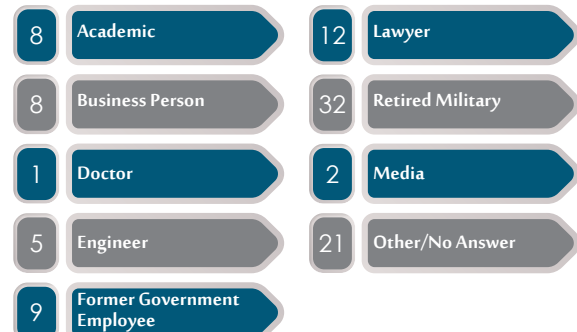 8 Academic
8 Business Person
1 Doctor
5 Engineer
9 Former Government
Employee
12 Lawyer
32 Retired Military
2 Media
21 Other/No Answer